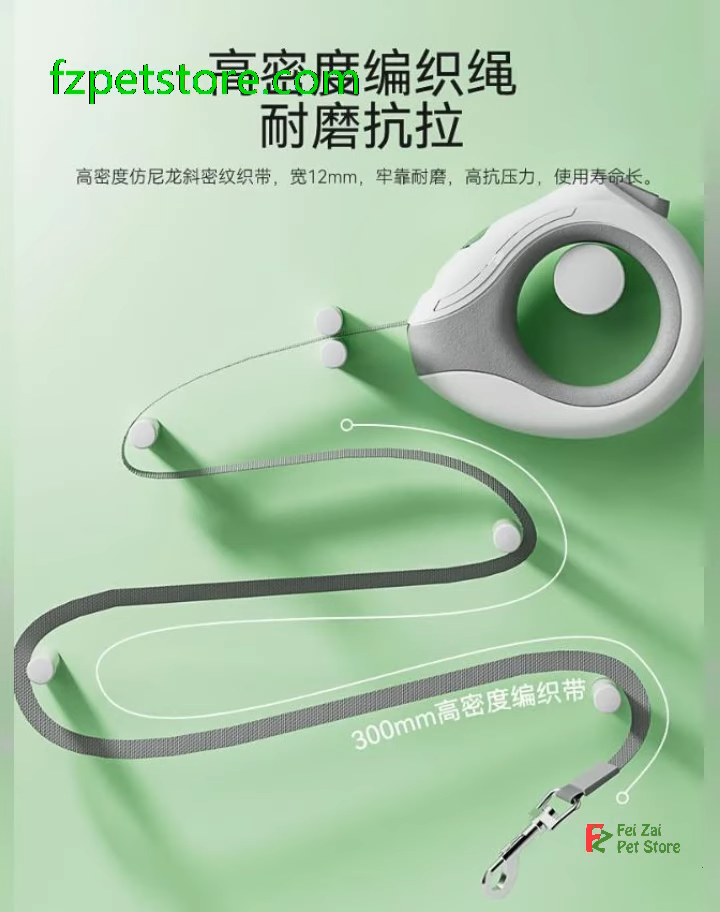 高密度编织绳
fzpetstore.com
耐磨抗拉
高密度仿尼龙斜密纹织带，宽12mm，牢靠耐磨，高抗压力，使用寿命长。
300mm高密度编织带
FZ
Fei Zai
Pet Store